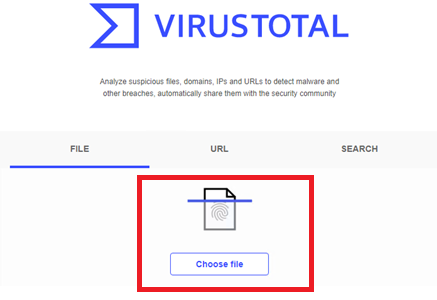 VIRUSTOTAL
Analyze suspicious files, domains, IPs and URLs to detect malware and
other breaches, automatically share them with the security community
FILE
URL
SEARCH
Choose file